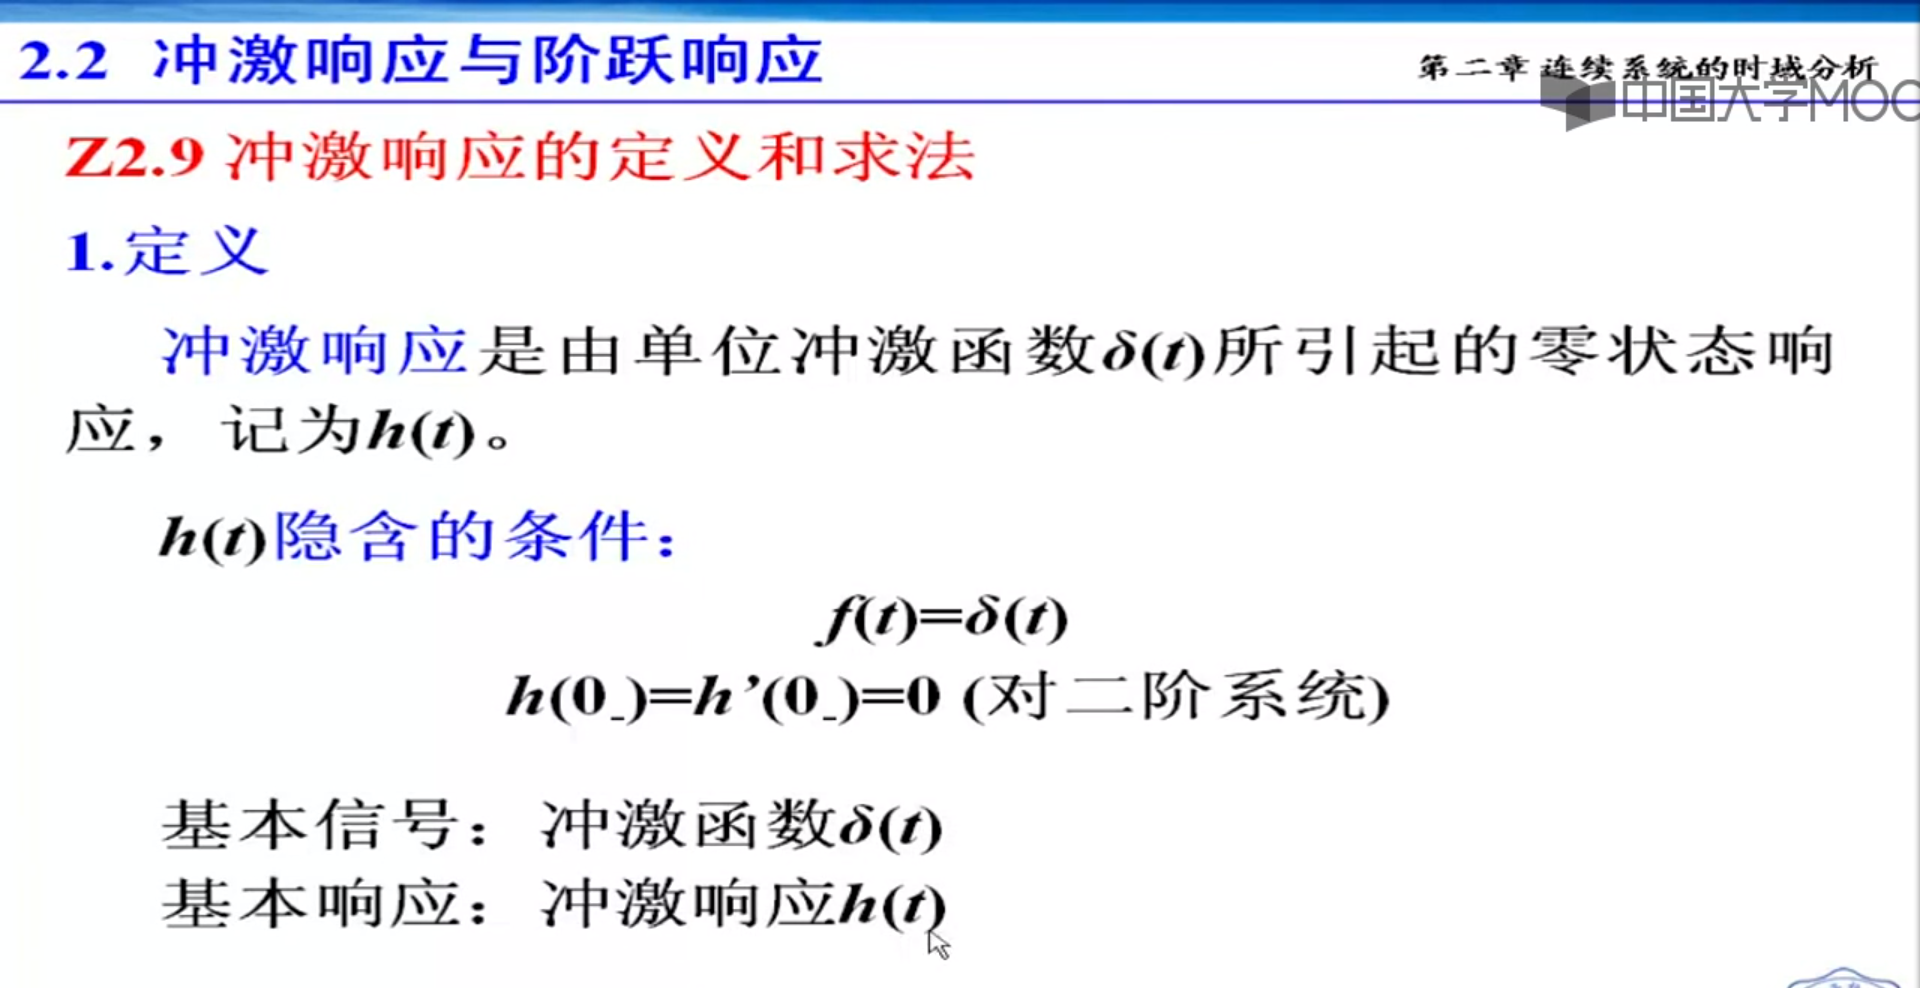 2.2 冲激响应与阶跃响应
第二章 连续系统的时域分析
中国大学MOO
Z2.9 冲激响应的定义和求法
1.定义
冲激响应是由单位冲激函数δ(t)所引起的零状态响
应，记为h(t)。
h(t)隐含的条件：
f(t)=δ(t)
h(0_)=h’(0_)=0 (对二阶系统)
基本信号：冲激函数δ(t)
基本响应：冲激响应h(t)